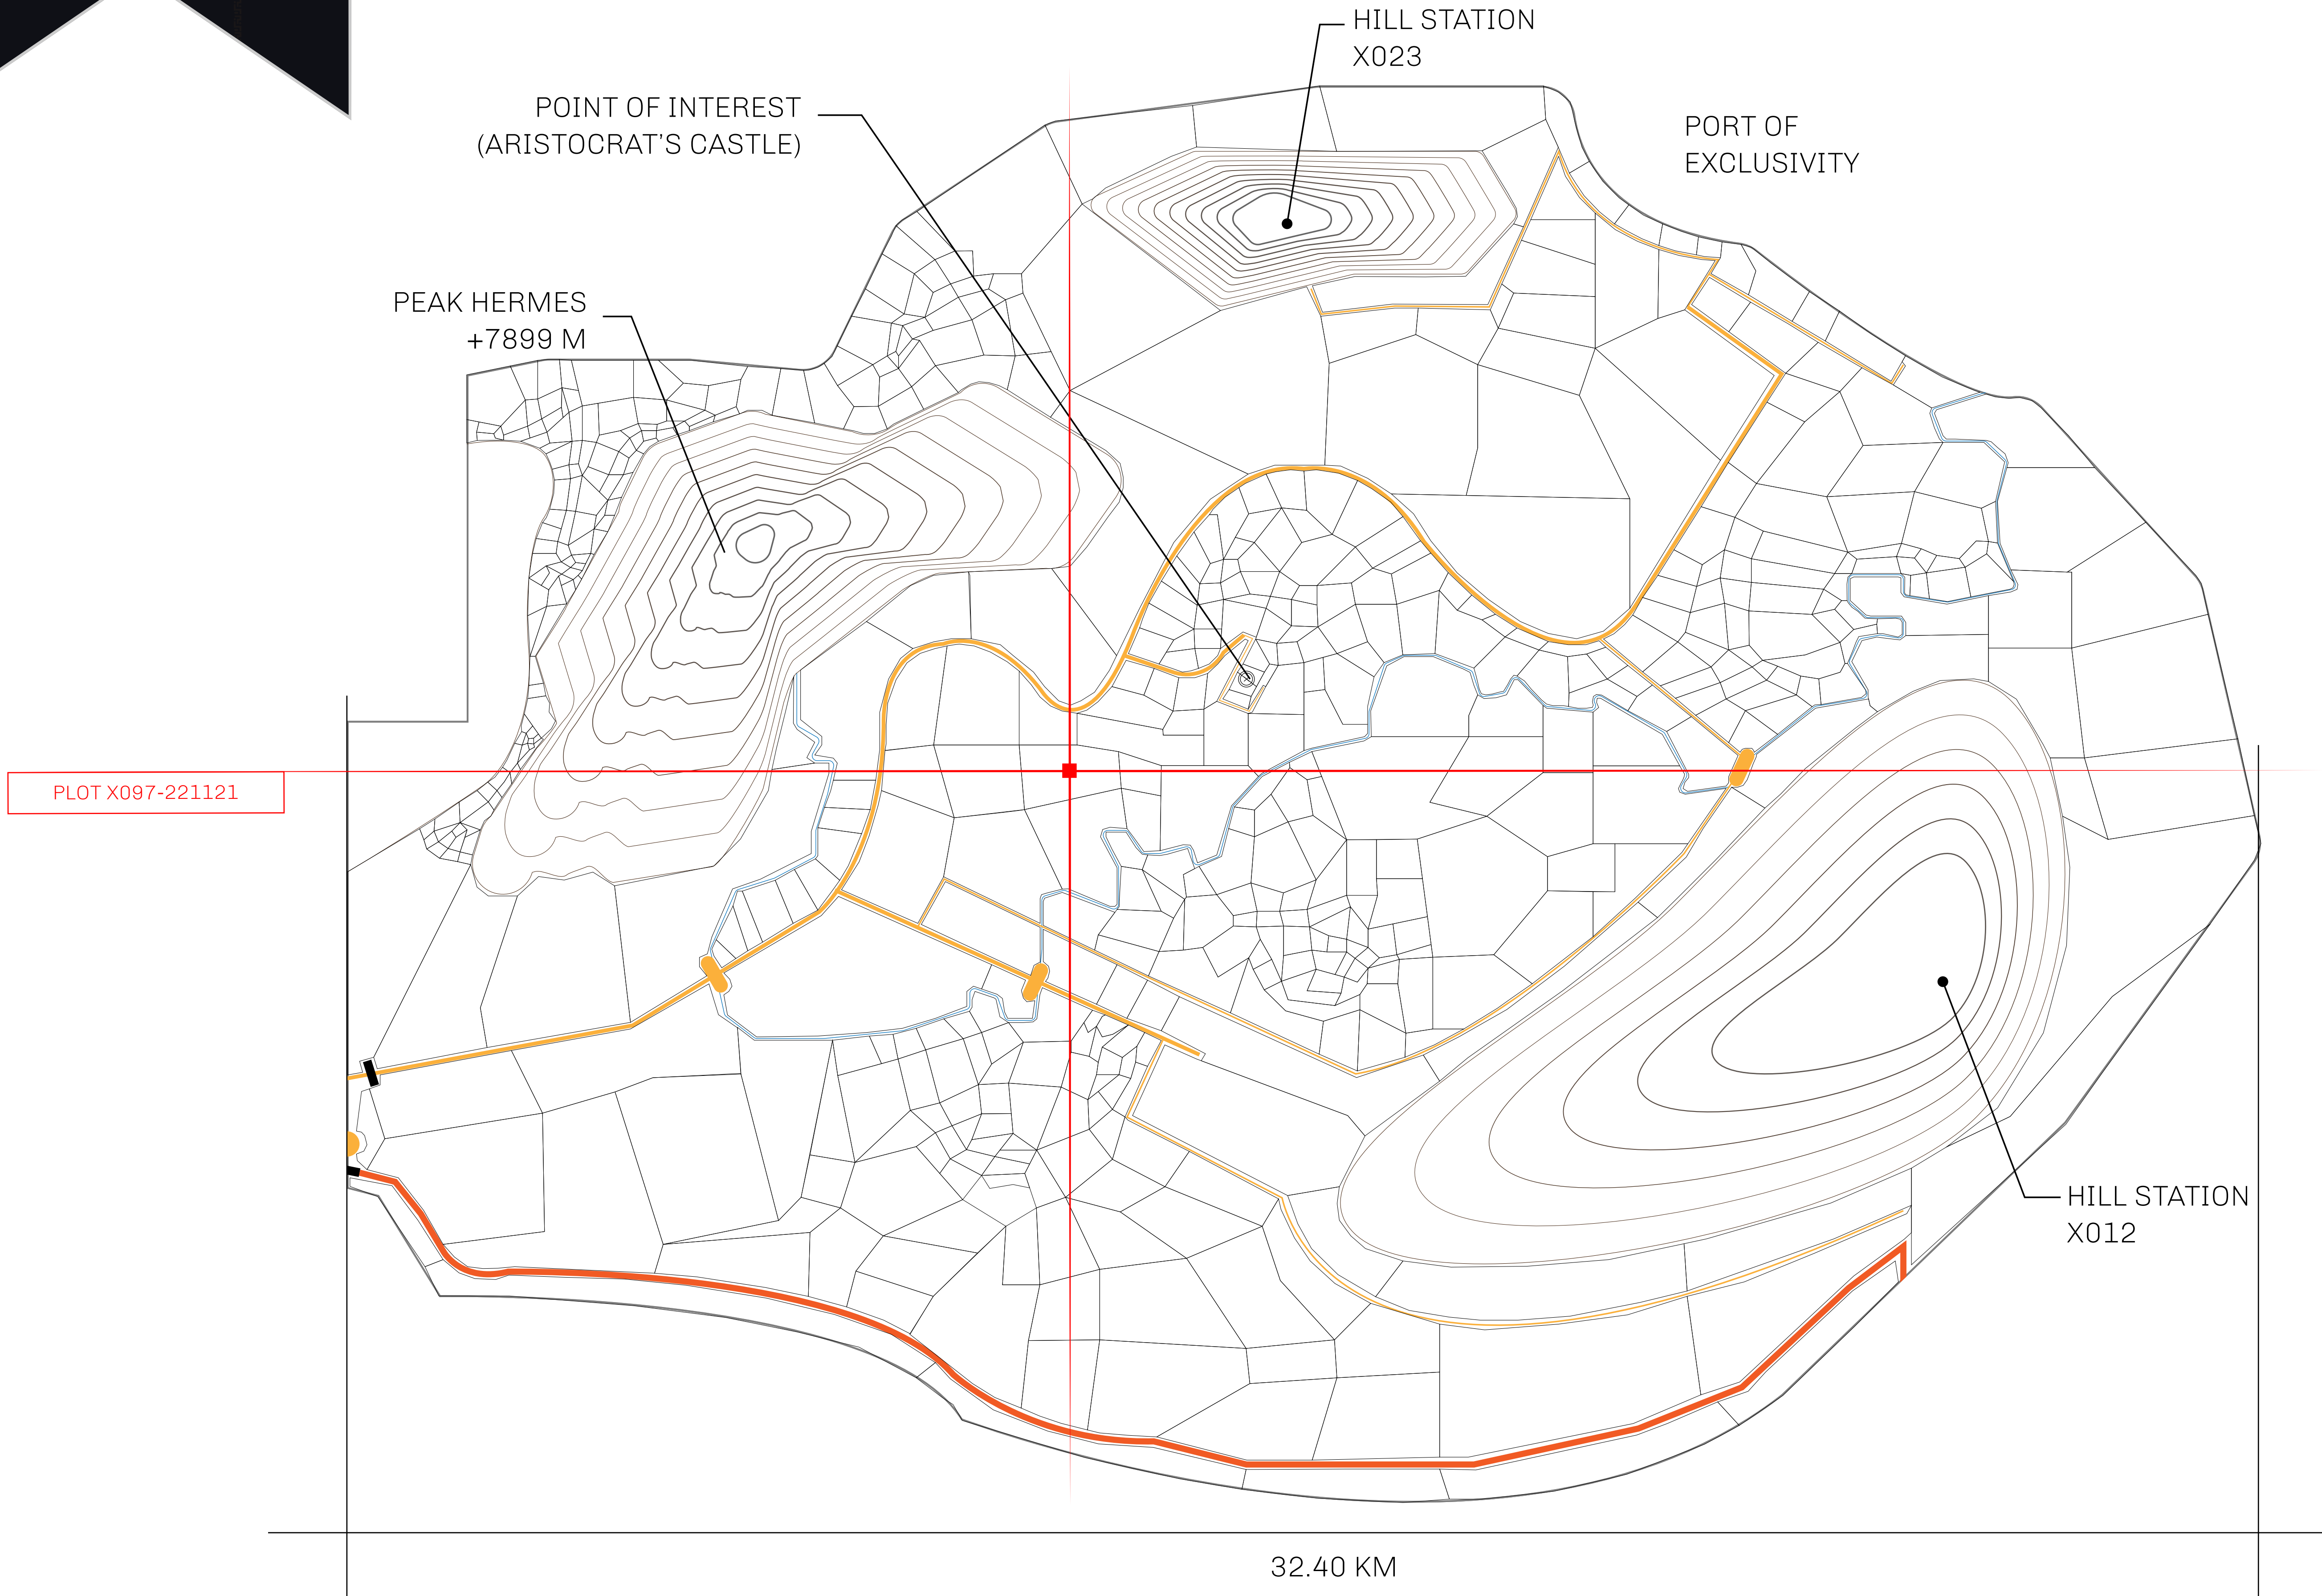 HILL STATION
X023
POINT OF INTEREST
(ARISTOCRAT'S CASTLE)
PORT OF
EXCLUSIVITY
PEAK HERMES
+7899 M
PLOT X097-221121
HILL STATION
X012
32.40 KM